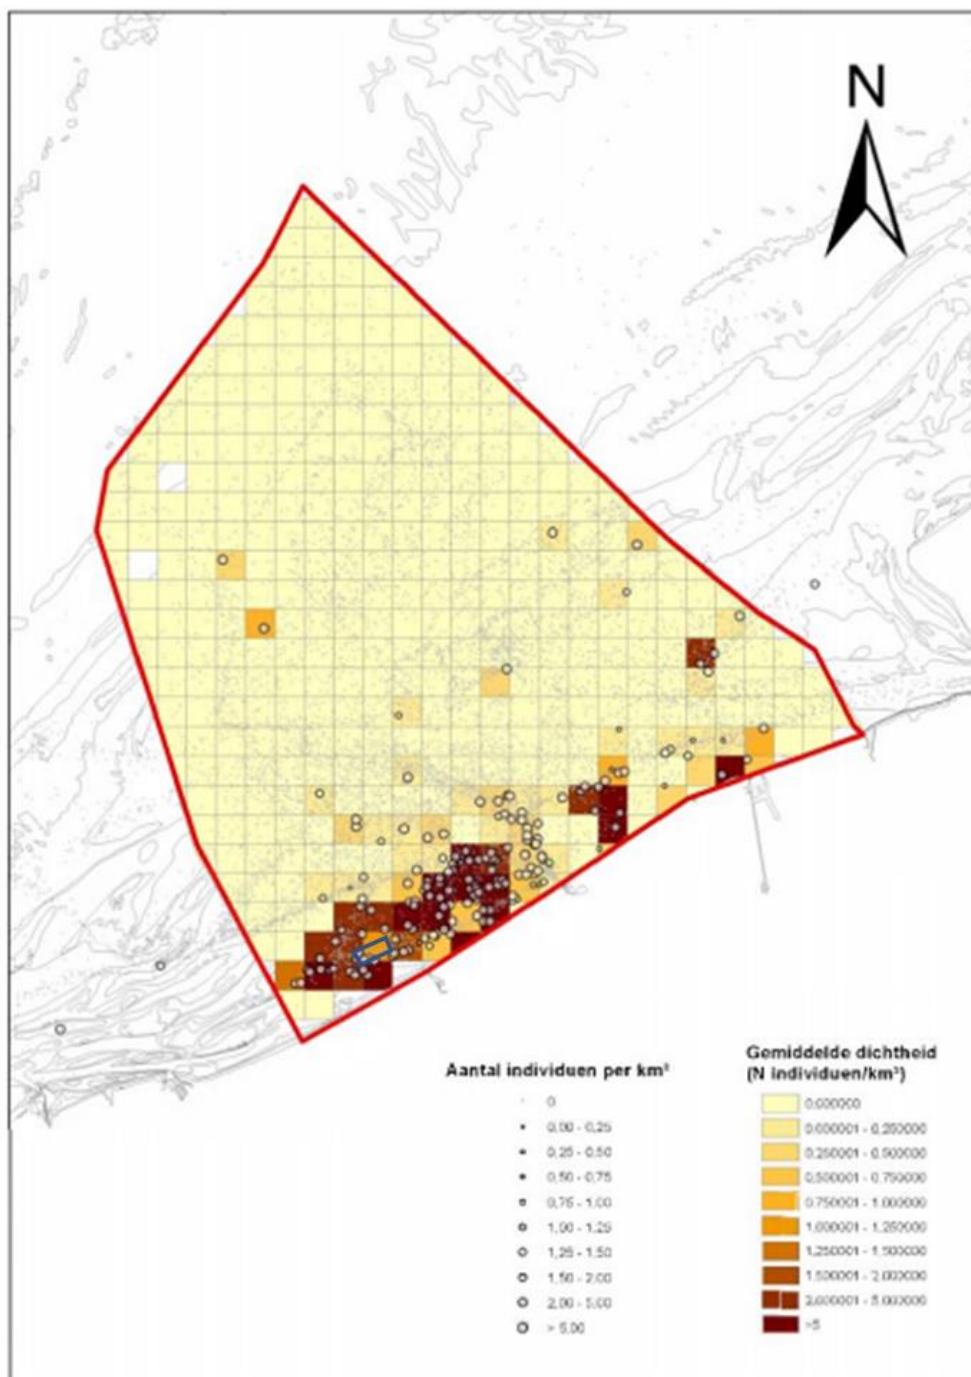 N
Aantal individuen per km²
0
0,00 - 0,25
0,25 - 0,50
0,50 - 0,75
0,75 - 1,00
1,00 - 1,25
1,25 - 1,50
1,50 - 2,00
2,00 - 5,00
> 5,00
Gemiddelde dichtheid
(N individuen/km²)
0,000000
0,000001 - 0,250000
0,250001 - 0,500000
0,500001 - 0,750000
0,750001 - 1,000000
1,000001 - 1,250000
1,250001 - 1,500000
1,500001 - 2,000000
2,000001 - 5,000000
>5